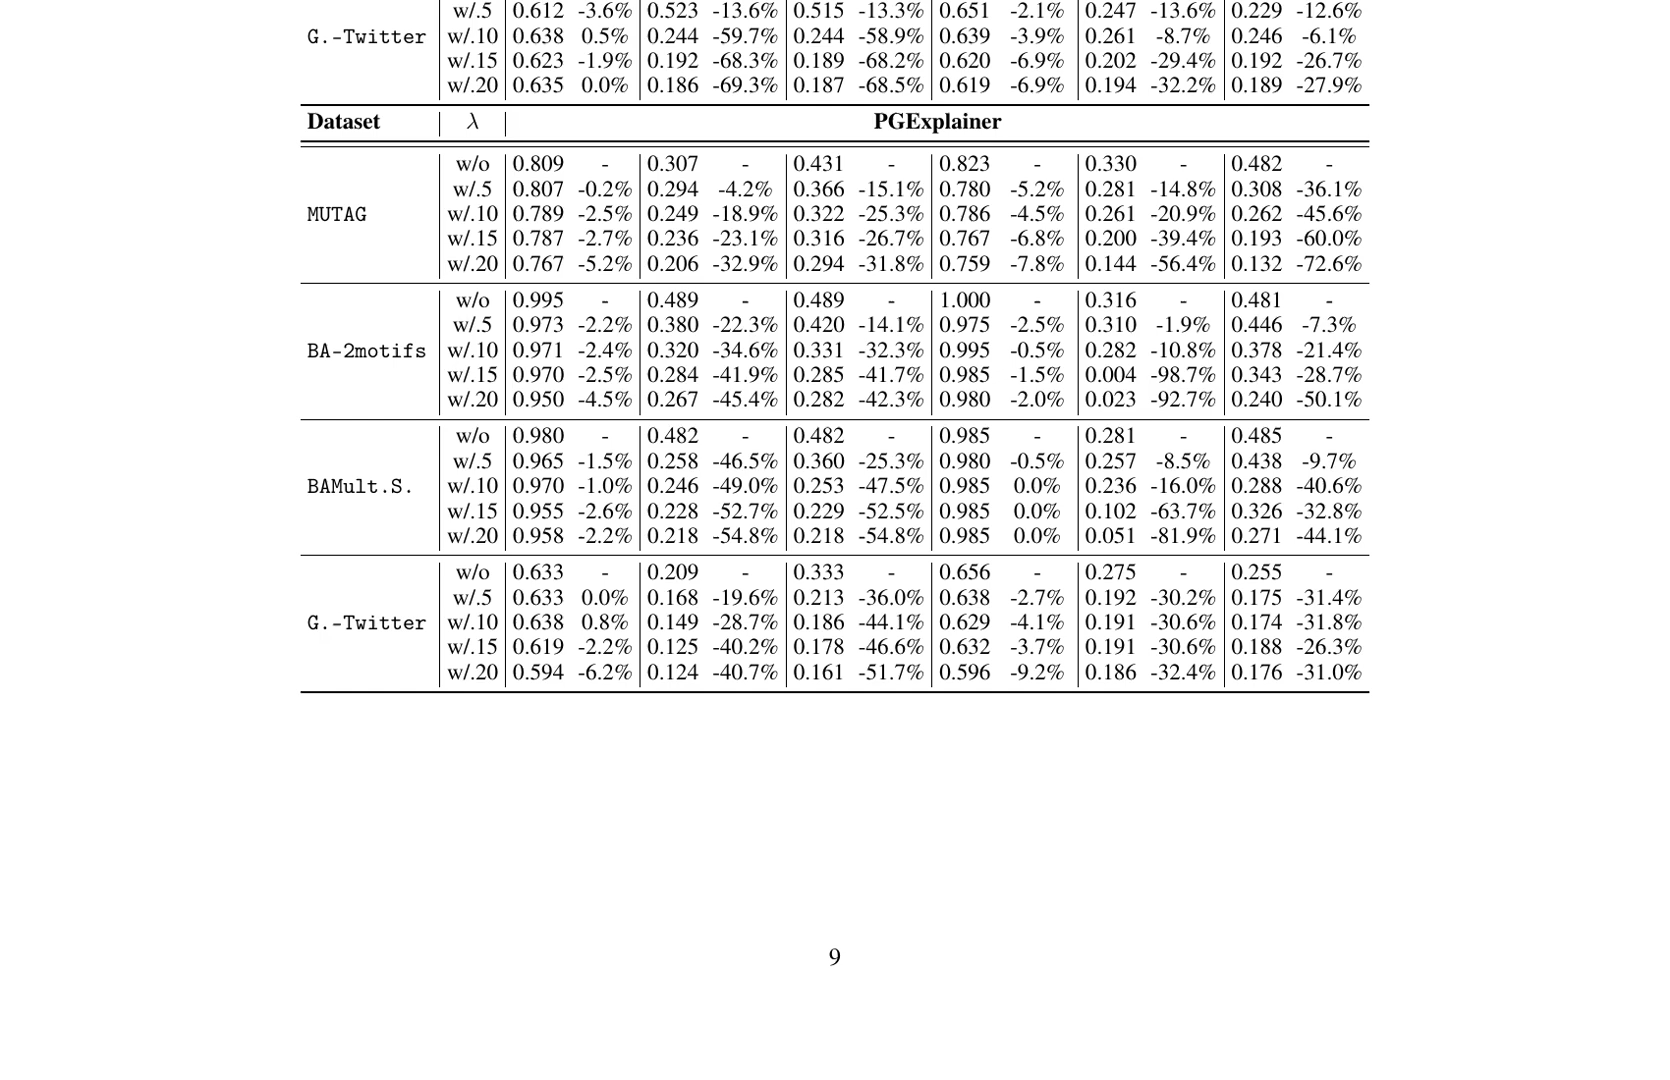 w/.5 0.612 -3.6% 0.523 -13.6% 0.515 -13.3% 0.651 -2.1% 0.247 -13.6% 0.229 -12.6%
G.-Twitter w/.10 0.638 0.5% 0.244 -59.7% 0.244 -58.9% 0.639 -3.9% 0.261 -8.7% 0.246 -6.1%
w/.15 0.623 -1.9% 0.192 -68.3% 0.189 -68.2% 0.620 -6.9% 0.202 -29.4% 0.192 -26.7%
w/.20 0.635 0.0% 0.186 -69.3% 0.187 -68.5% 0.619 -6.9% 0.194 -32.2% 0.189 -27.9%
Dataset λ PGExplainer
w/o 0.809 - 0.307 - 0.431 - 0.823 - 0.330 - 0.482 -
w/.5 0.807 -0.2% 0.294 -4.2% 0.366 -15.1% 0.780 -5.2% 0.281 -14.8% 0.308 -36.1%
MUTAG w/.10 0.789 -2.5% 0.249 -18.9% 0.322 -25.3% 0.786 -4.5% 0.261 -20.9% 0.262 -45.6%
w/.15 0.787 -2.7% 0.236 -23.1% 0.316 -26.7% 0.767 -6.8% 0.200 -39.4% 0.193 -60.0%
w/.20 0.767 -5.2% 0.206 -32.9% 0.294 -31.8% 0.759 -7.8% 0.144 -56.4% 0.132 -72.6%
w/o 0.995 - 0.489 - 0.489 - 1.000 - 0.316 - 0.481 -
w/.5 0.973 -2.2% 0.380 -22.3% 0.420 -14.1% 0.975 -2.5% 0.310 -1.9% 0.446 -7.3%
BA-2motifs w/.10 0.971 -2.4% 0.320 -34.6% 0.331 -32.3% 0.995 -0.5% 0.282 -10.8% 0.378 -21.4%
w/.15 0.970 -2.5% 0.284 -41.9% 0.285 -41.7% 0.985 -1.5% 0.004 -98.7% 0.343 -28.7%
w/.20 0.950 -4.5% 0.267 -45.4% 0.282 -42.3% 0.980 -2.0% 0.023 -92.7% 0.240 -50.1%
w/o 0.980 - 0.482 - 0.482 - 0.985 - 0.281 - 0.485 -
w/.5 0.965 -1.5% 0.258 -46.5% 0.360 -25.3% 0.980 -0.5% 0.257 -8.5% 0.438 -9.7%
BAMult.S. w/.10 0.970 -1.0% 0.246 -49.0% 0.253 -47.5% 0.985 0.0% 0.236 -16.0% 0.288 -40.6%
w/.15 0.955 -2.6% 0.228 -52.7% 0.229 -52.5% 0.985 0.0% 0.102 -63.7% 0.326 -32.8%
w/.20 0.958 -2.2% 0.218 -54.8% 0.218 -54.8% 0.985 0.0% 0.051 -81.9% 0.271 -44.1%
w/o 0.633 - 0.209 - 0.333 - 0.656 - 0.275 - 0.255 -
w/.5 0.633 0.0% 0.168 -19.6% 0.213 -36.0% 0.638 -2.7% 0.192 -30.2% 0.175 -31.4%
G.-Twitter w/.10 0.638 0.8% 0.149 -28.7% 0.186 -44.1% 0.629 -4.1% 0.191 -30.6% 0.174 -31.8%
w/.15 0.619 -2.2% 0.125 -40.2% 0.178 -46.6% 0.632 -3.7% 0.191 -30.6% 0.188 -26.3%
w/.20 0.594 -6.2% 0.124 -40.7% 0.161 -51.7% 0.596 -9.2% 0.186 -32.4% 0.176 -31.0%
9